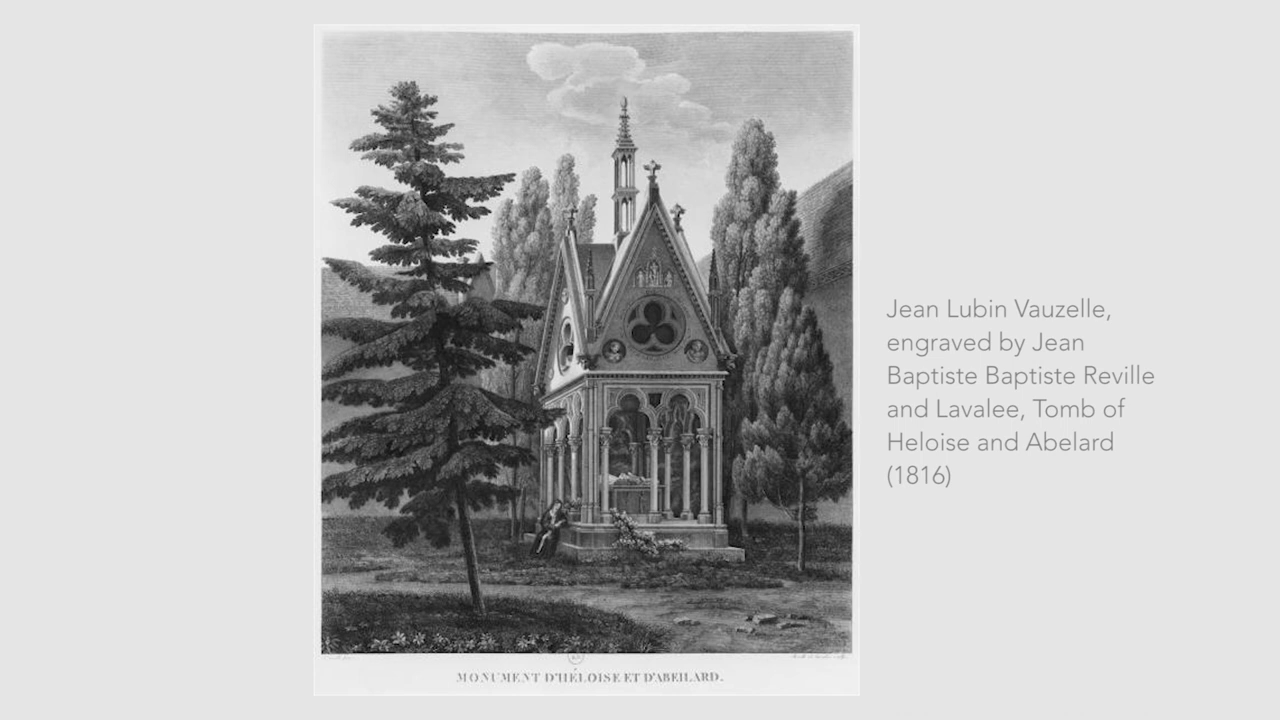 MONUMENT D'HÉLOISE ET D'ABEILARD.
Jean Lubin Vauzelle,
engraved by Jean
Baptiste Baptiste Reville
and Lavalee, Tomb of
Heloise and Abelard
(1816)